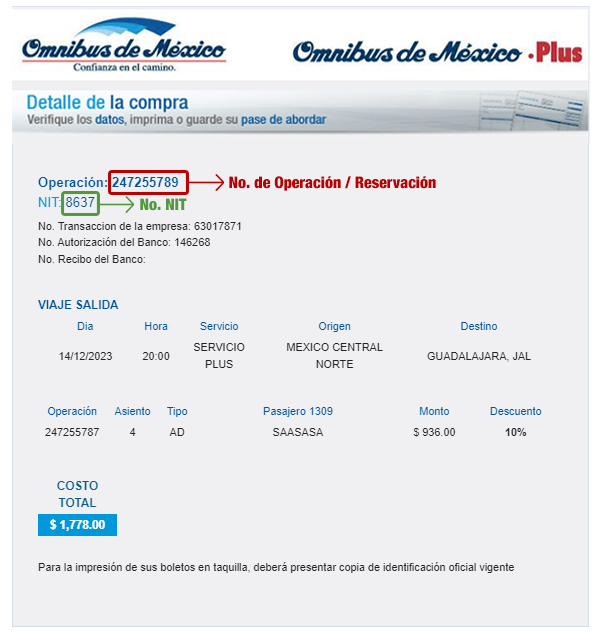 Omnibus de México
Confianza en el camino.
Omnibus de México • Plus
Detalle de la compra
Verifique los datos, imprima o guarde su pase de abordar
Operación: 247255789 No. de Operación / Reservación
NIT: 8637 No. NIT
No. Transaccion de la empresa: 63017871
No. Autorización del Banco: 146268
No. Recibo del Banco:
VIAJE SALIDA
Dia Hora Servicio Origen Destino
14/12/2023 20:00 SERVICIO PLUS MEXICO CENTRAL NORTE GUADALAJARA, JAL
Operación Asiento Tipo Pasajero 1309 Monto Descuento
247255787 4 AD SAASASA $ 936.00 10%
COSTO
TOTAL
$ 1,778.00
Para la impresión de sus boletos en taquilla, deberá presentar copia de identificación oficial vigente